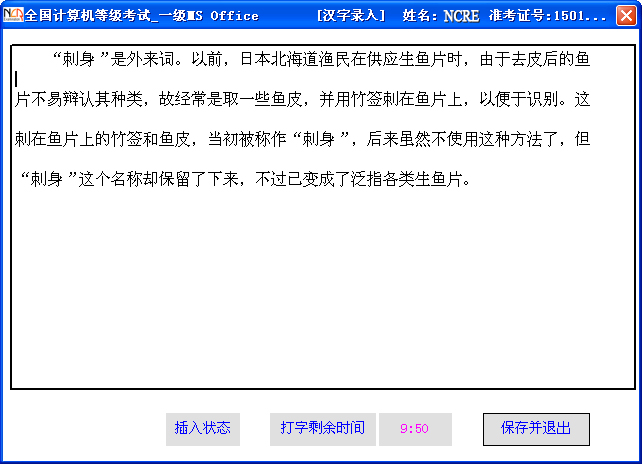 NCR 全国计算机等级考试_一级MS Office [汉字录入] 姓名: NCRE 准考证号:1501...
“刺身”是外来词。以前，日本北海道渔民在供应生鱼片时，由于去皮后的鱼
片不易辩认其种类，故经常是取一些鱼皮，并用竹签刺在鱼片上，以便于识别。这
刺在鱼片上的竹签和鱼皮，当初被称作“刺身”，后来虽然不使用这种方法了，但
“刺身”这个名称却保留了下来，不过已变成了泛指各类生鱼片。
插入状态 打字剩余时间 9:50 保存并退出